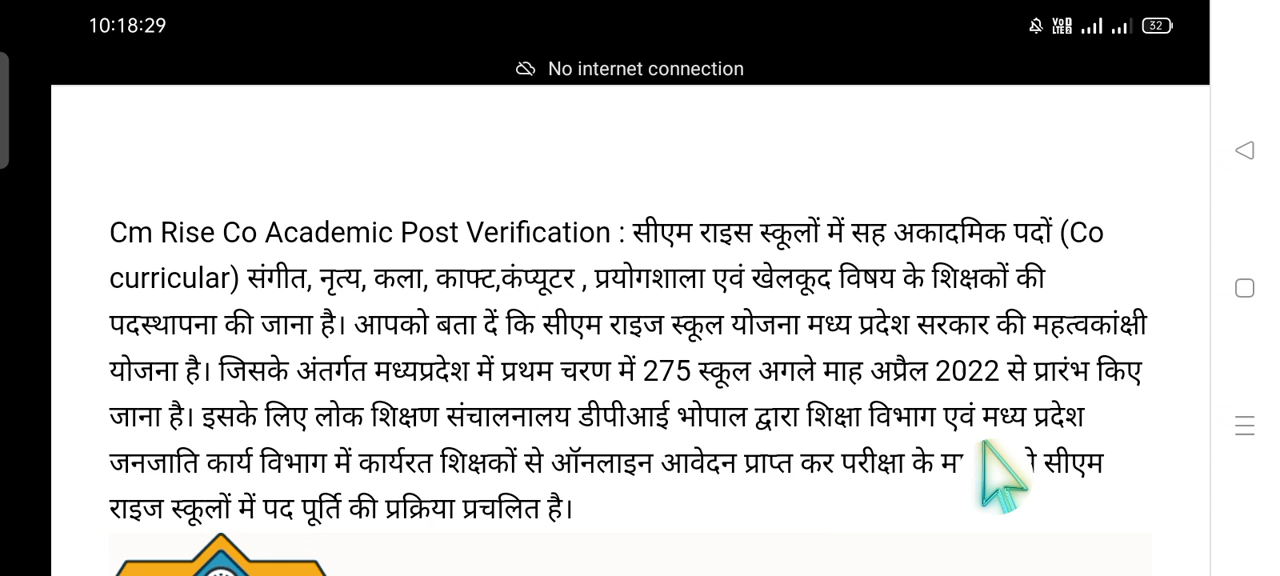 10:18:29
VoD LTE2 32
No internet connection
Cm Rise Co Academic Post Verification : सीएम राइस स्कूलों में सह अकादमिक पदों (Co
curricular) संगीत, नृत्य, कला, काफ्ट,कंप्यूटर , प्रयोगशाला एवं खेलकूद विषय के शिक्षकों की
पदस्थापना की जाना है। आपको बता दें कि सीएम राइज स्कूल योजना मध्य प्रदेश सरकार की महत्वकांक्षी
योजना है। जिसके अंतर्गत मध्यप्रदेश में प्रथम चरण में 275 स्कूल अगले माह अप्रैल 2022 से प्रारंभ किए
जाना है। इसके लिए लोक शिक्षण संचालनालय डीपीआई भोपाल द्वारा शिक्षा विभाग एवं मध्य प्रदेश
जनजाति कार्य विभाग में कार्यरत शिक्षकों से ऑनलाइन आवेदन प्राप्त कर परीक्षा के सीएम
राइज स्कूलों में पद पूर्ति की प्रक्रिया प्रचलित है।